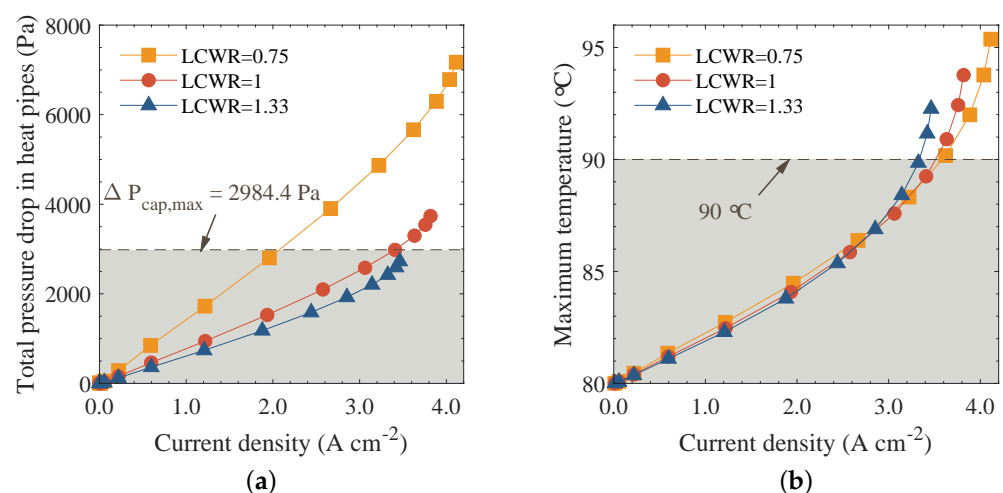 8000
6000
4000
2000
0
Total pressure drop in heat pipes (Pa)
LCWR=0.75
LCWR=1
LCWR=1.33
Δ P_cap,max = 2984.4 Pa
0.0 1.0 2.0 3.0 4.0
Current density (A cm⁻²)
(a)
95
90
85
80
Maximum temperature (℃)
LCWR=0.75
LCWR=1
LCWR=1.33
90 ℃
0.0 1.0 2.0 3.0 4.0
Current density (A cm⁻²)
(b)